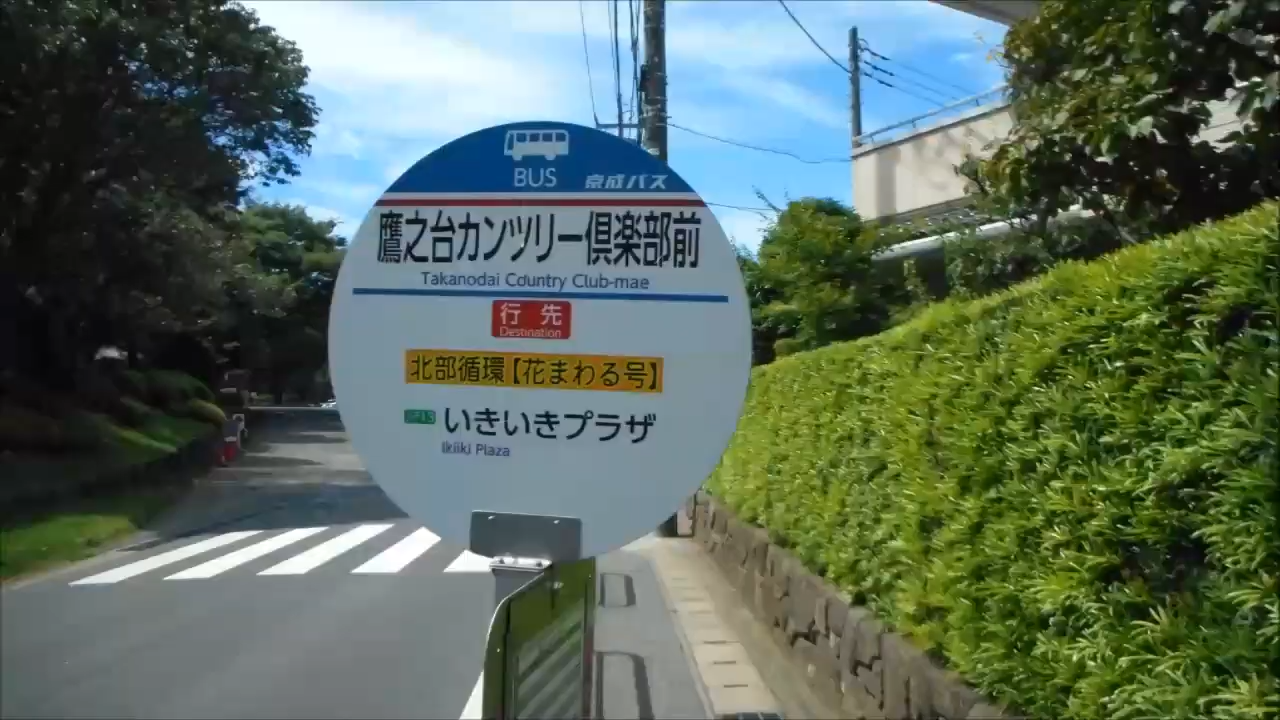 BUS 京成バス
鷹之台カンツリー倶楽部前
Takanodai Country Club-mae
行先
Destination
北部循環【花まわる号】
いきいきプラザ
Ikiiki Plaza